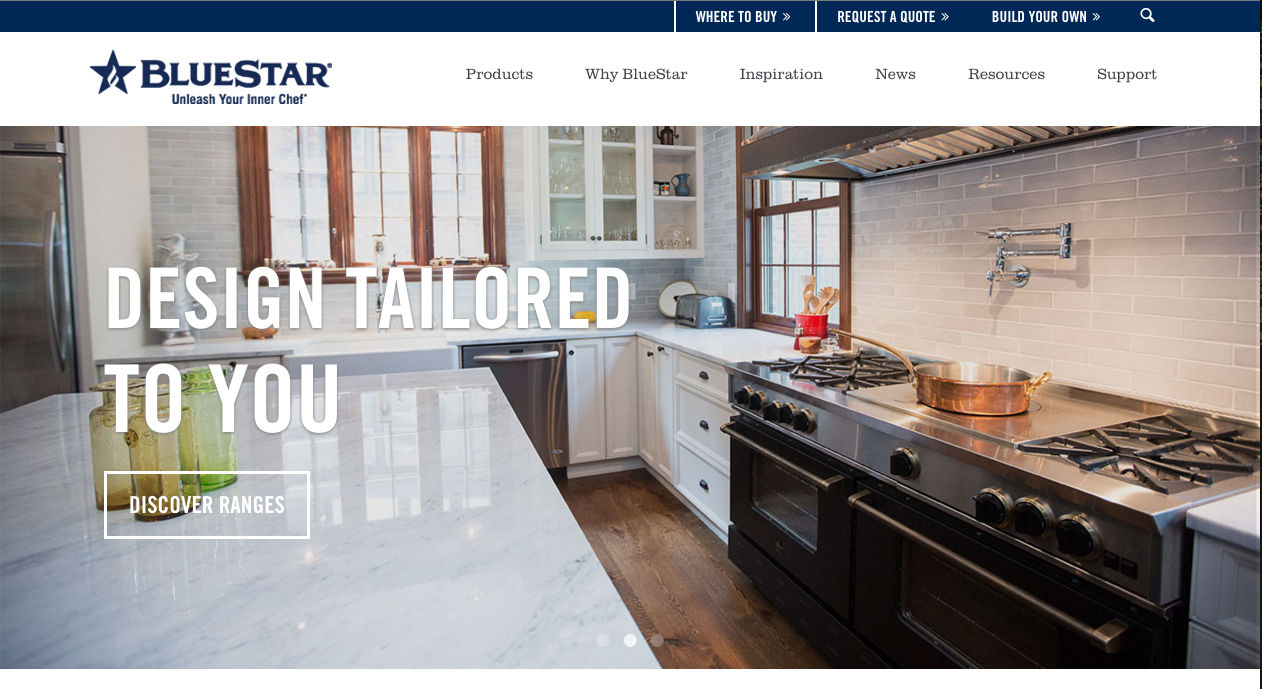 WHERE TO BUY »
REQUEST A QUOTE »
BUILD YOUR OWN »
BLUESTAR®
Unleash Your Inner Chef®
Products
Why BlueStar
Inspiration
News
Resources
Support
DESIGN TAILORED
TO YOU
DISCOVER RANGES